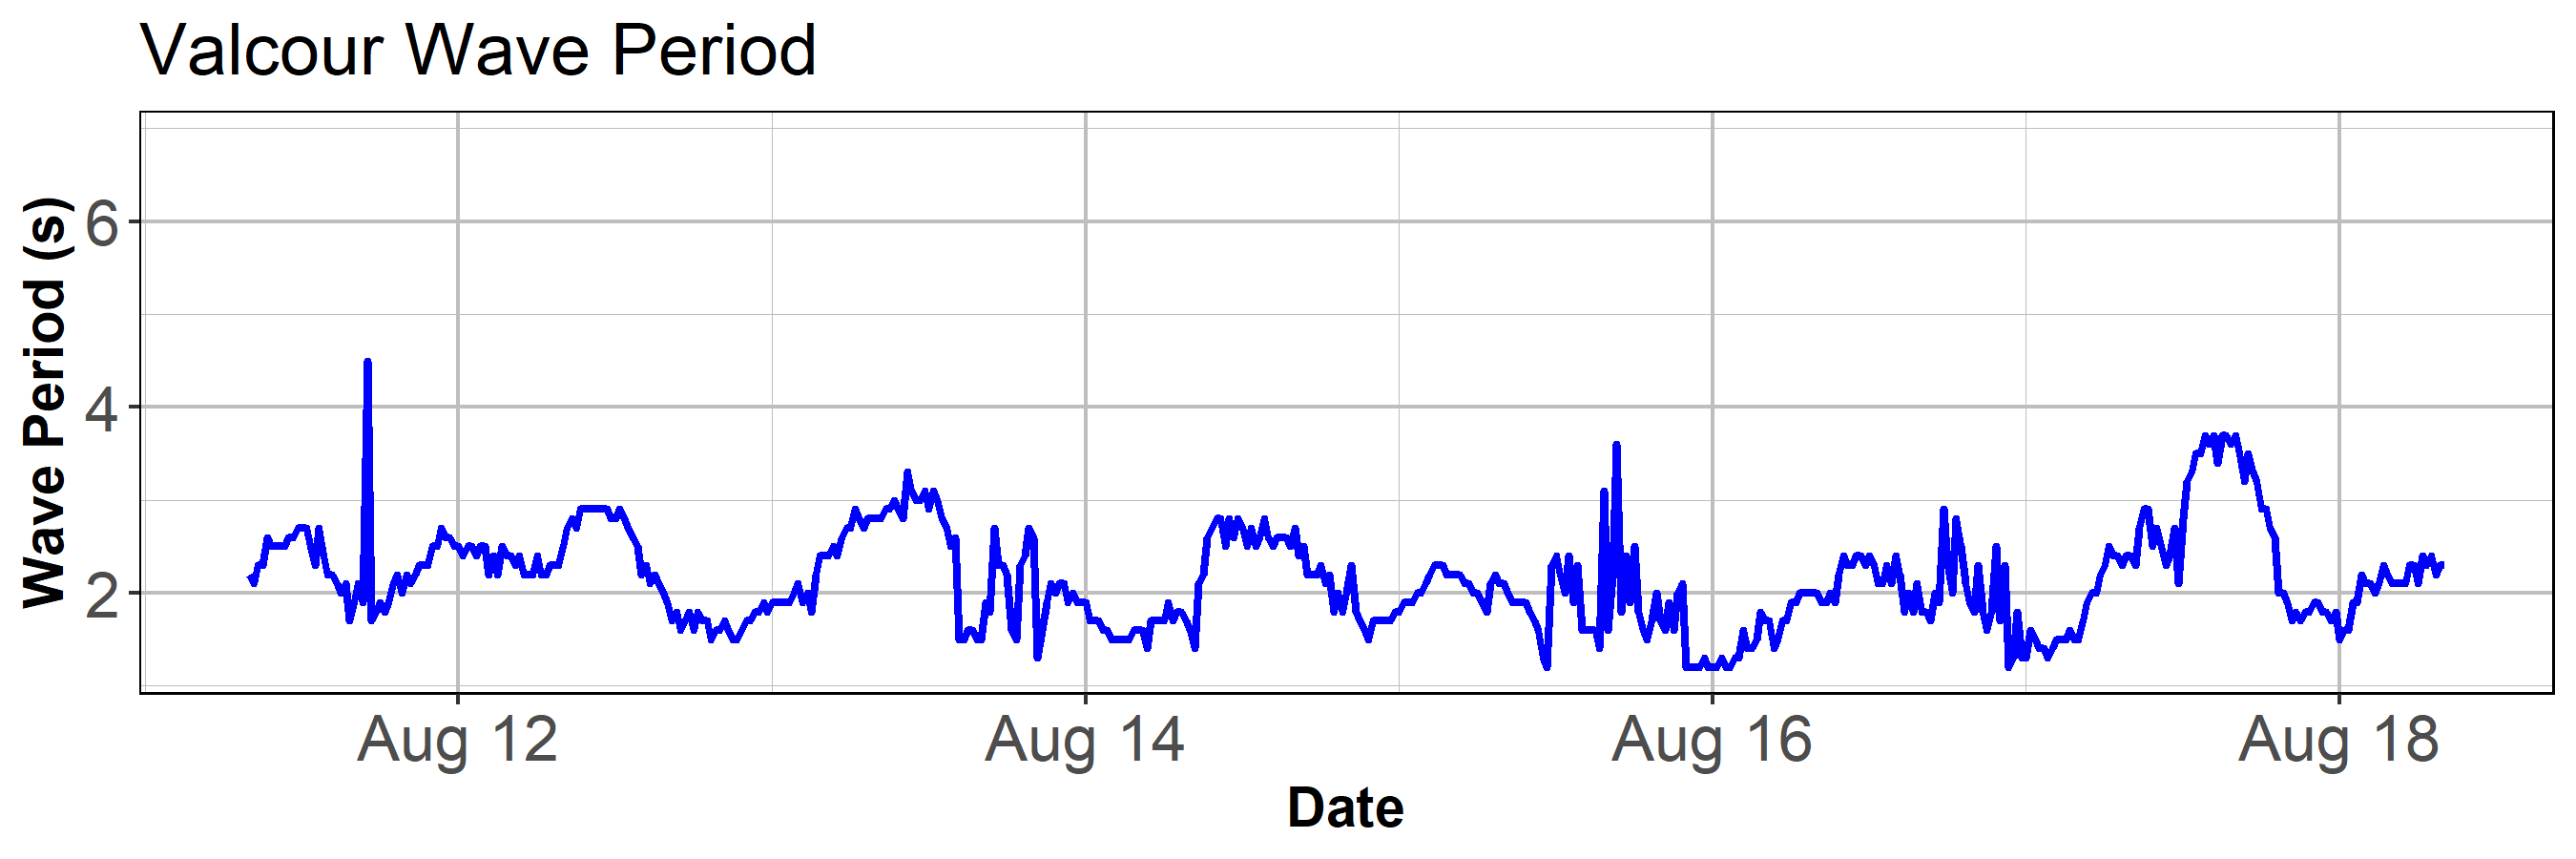 Valcour Wave Period
Wave Period (s)
6
4
2
Aug 12
Aug 14
Aug 16
Aug 18
Date